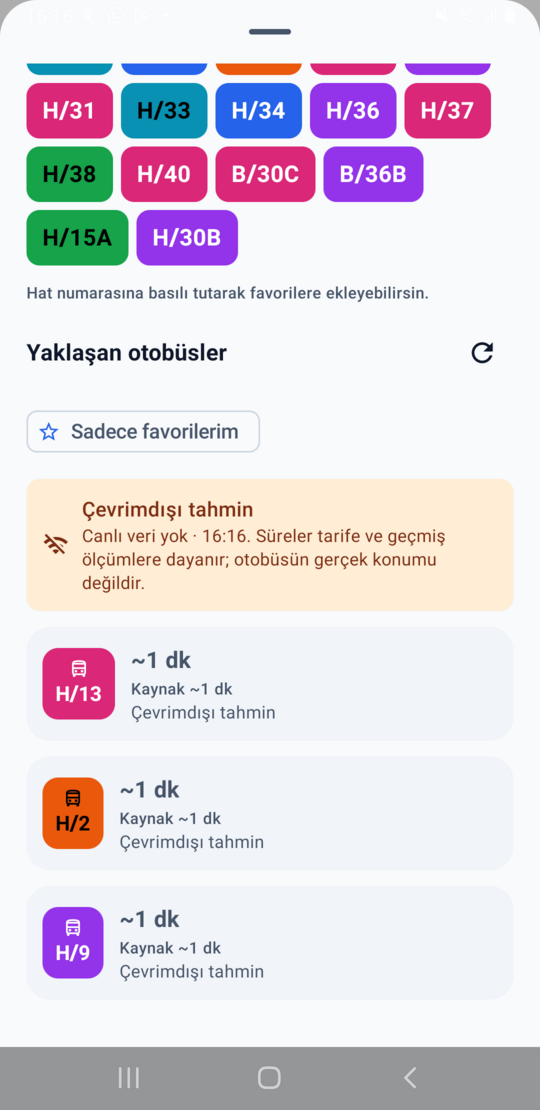 H/31 H/33 H/34 H/36 H/37
H/38 H/40 B/30C B/36B
H/15A H/30B
Hat numarasına basılı tutarak favorilere ekleyebilirsin.
Yaklaşan otobüsler
Sadece favorilerim
Çevrimdışı tahmin
Canlı veri yok · 16:16. Süreler tarife ve geçmiş
ölçümlere dayanır; otobüsün gerçek konumu
değildir.
H/13
~1 dk
Kaynak ~1 dk
Çevrimdışı tahmin
H/2
~1 dk
Kaynak ~1 dk
Çevrimdışı tahmin
H/9
~1 dk
Kaynak ~1 dk
Çevrimdışı tahmin